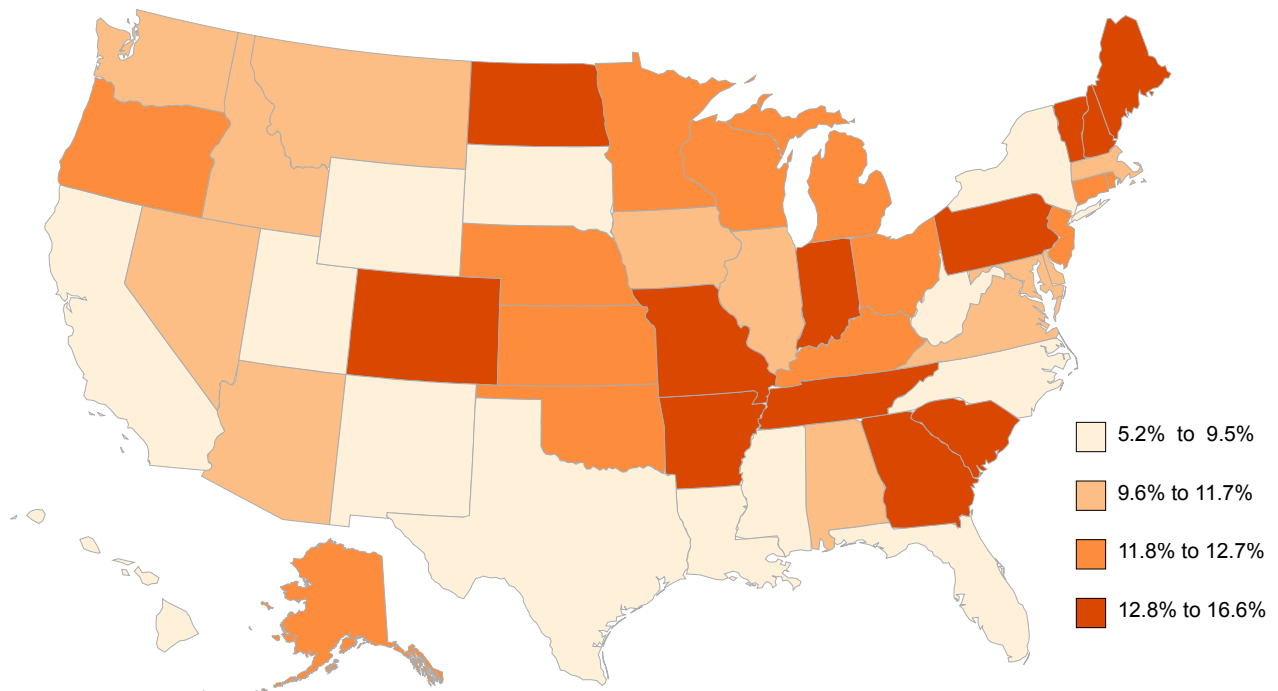 5.2% to 9.5%
9.6% to 11.7%
11.8% to 12.7%
12.8% to 16.6%